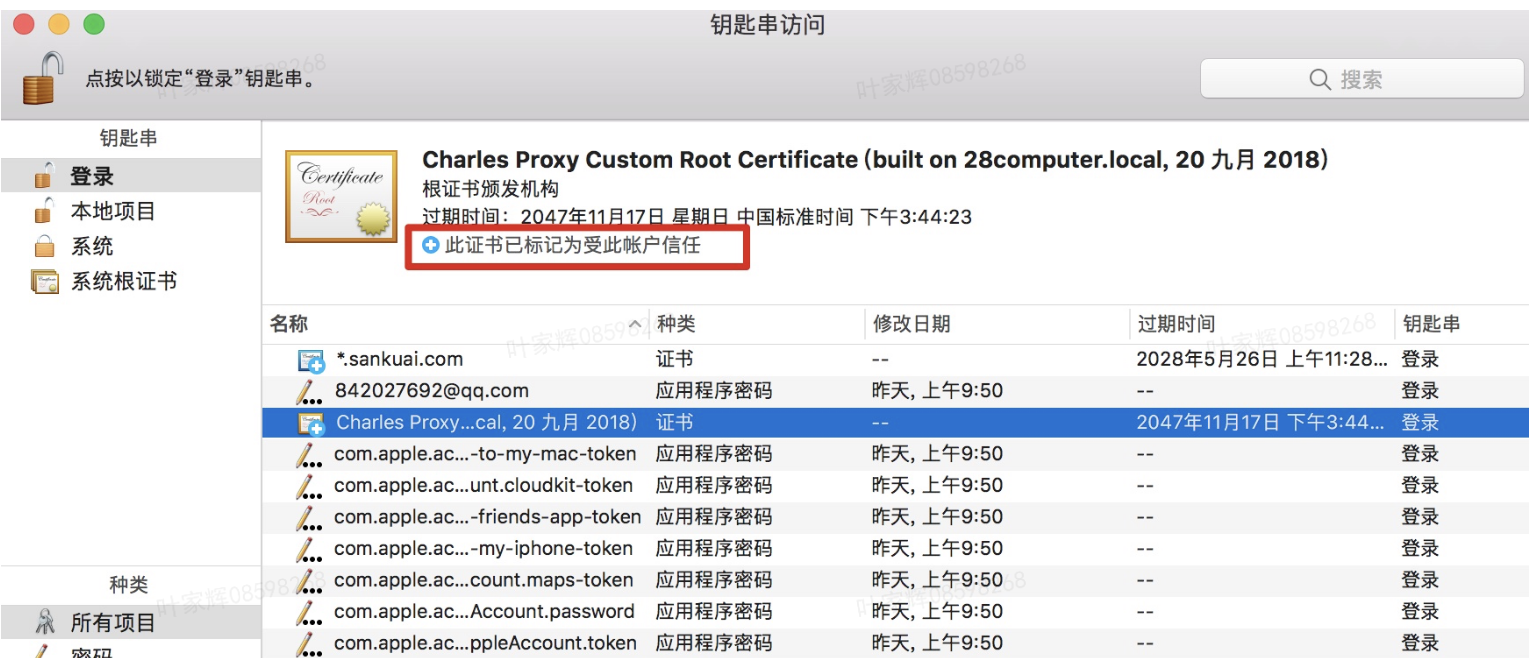 钥匙串访问
点按以锁定“登录”钥匙串。
搜索
钥匙串
登录
本地项目
系统
系统根证书
Certificate
Root
Charles Proxy Custom Root Certificate (built on 28computer.local, 20 九月 2018)
根证书颁发机构
过期时间：2047年11月17日 星期日 中国标准时间 下午3:44:23
此证书已标记为受此帐户信任
名称 种类 修改日期 过期时间 钥匙串
*.sankuai.com 证书 -- 2028年5月26日 上午11:28... 登录
842027692@qq.com 应用程序密码 昨天, 上午9:50 -- 登录
Charles Proxy...cal, 20 九月 2018) 证书 -- 2047年11月17日 下午3:44... 登录
com.apple.ac...-to-my-mac-token 应用程序密码 昨天, 上午9:50 -- 登录
com.apple.ac...unt.cloudkit-token 应用程序密码 昨天, 上午9:50 -- 登录
com.apple.ac...-friends-app-token 应用程序密码 昨天, 上午9:50 -- 登录
com.apple.ac...-my-iphone-token 应用程序密码 昨天, 上午9:50 -- 登录
com.apple.ac...count.maps-token 应用程序密码 昨天, 上午9:50 -- 登录
com.apple.ac...Account.password 应用程序密码 昨天, 上午9:50 -- 登录
com.apple.ac...ppleAccount.token 应用程序密码 昨天, 上午9:50 -- 登录
种类
所有项目
密码
叶家辉08598268
叶家辉08598268
叶家辉08598268
叶家辉08598268
叶家辉08598268
叶家辉08598268